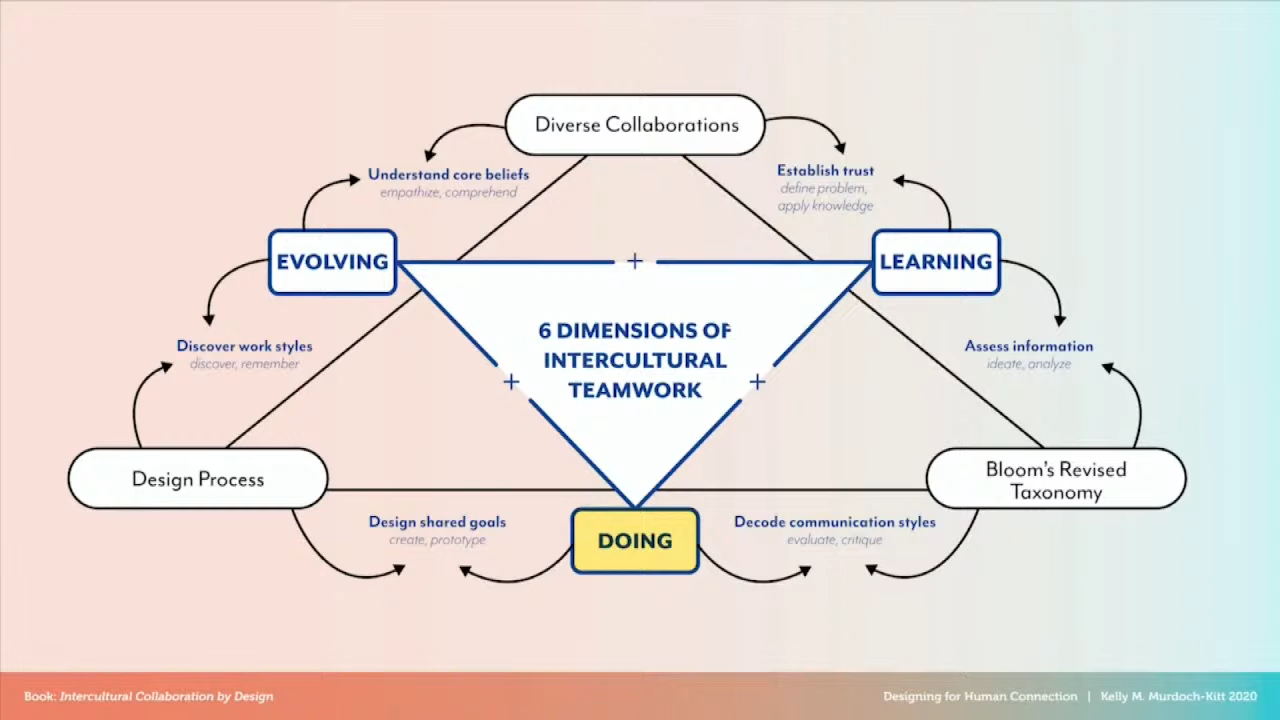 Diverse Collaborations
Understand core beliefs
empathize, comprehend
Establish trust
define problem,
apply knowledge
EVOLVING
+
LEARNING
6 DIMENSIONS OF
INTERCULTURAL
TEAMWORK
Discover work styles
discover, remember
Assess information
ideate, analyze
+
+
Design Process
Bloom's Revised
Taxonomy
Design shared goals
create, prototype
DOING
Decode communication styles
evaluate, critique
Book: Intercultural Collaboration by Design
Designing for Human Connection | Kelly M. Murdoch-Kitt 2020